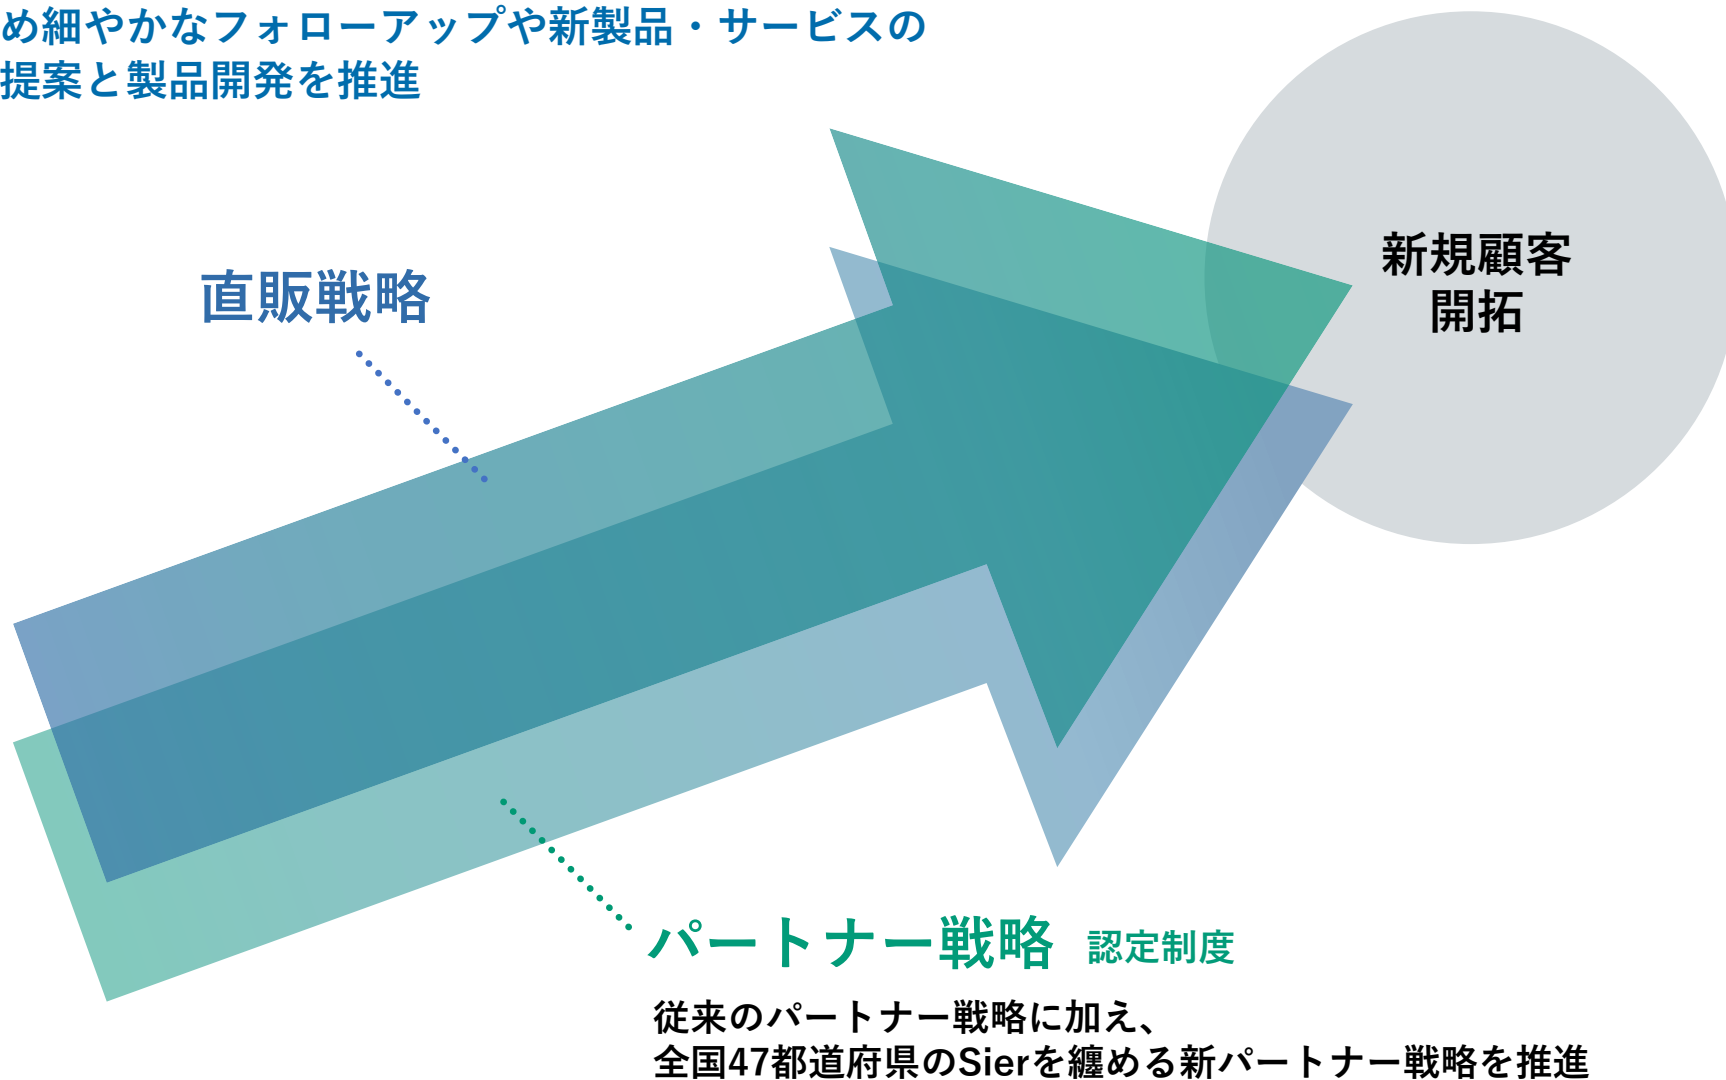 め細やかなフォローアップや新製品・サービスの
提案と製品開発を推進
直販戦略
新規顧客
開拓
パートナー戦略 認定制度
従来のパートナー戦略に加え、
全国47都道府県のSierを纏める新パートナー戦略を推進